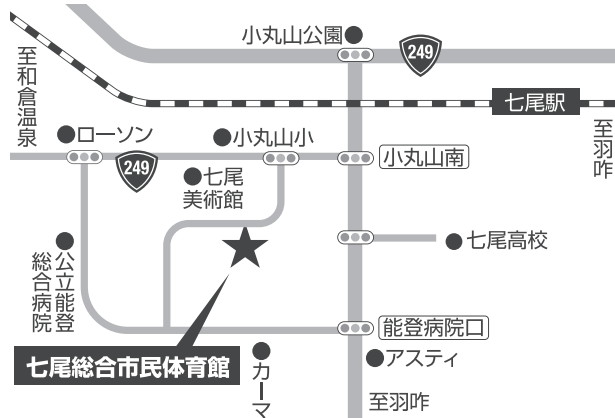 小丸山公園
249
至和倉温泉
七尾駅
至羽咋
ローソン
小丸山小
249
小丸山南
七尾
美術館
七尾高校
公立能登
総合病院
能登病院口
七尾総合市民体育館
カーマ
アスティ
至羽咋